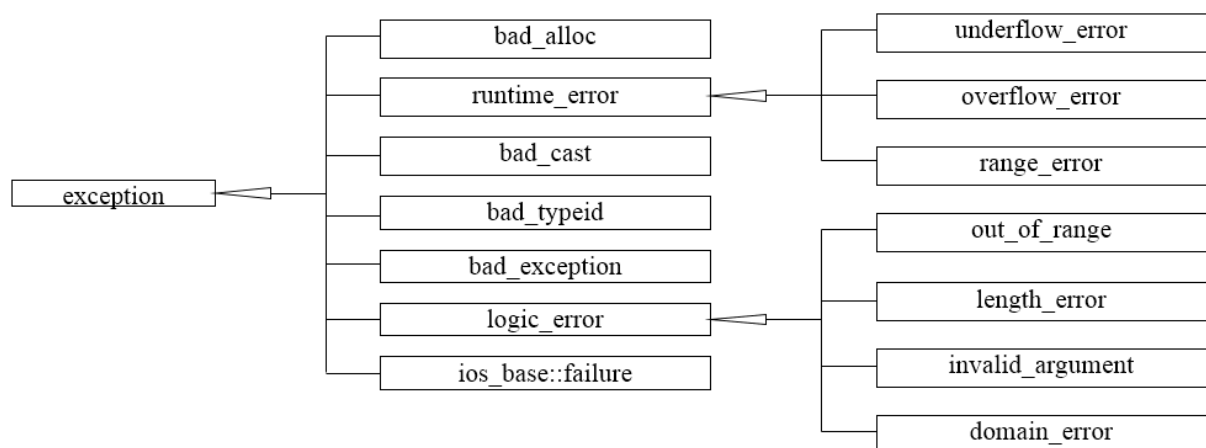 exception
bad_alloc
runtime_error
bad_cast
bad_typeid
bad_exception
logic_error
ios_base::failure
underflow_error
overflow_error
range_error
out_of_range
length_error
invalid_argument
domain_error